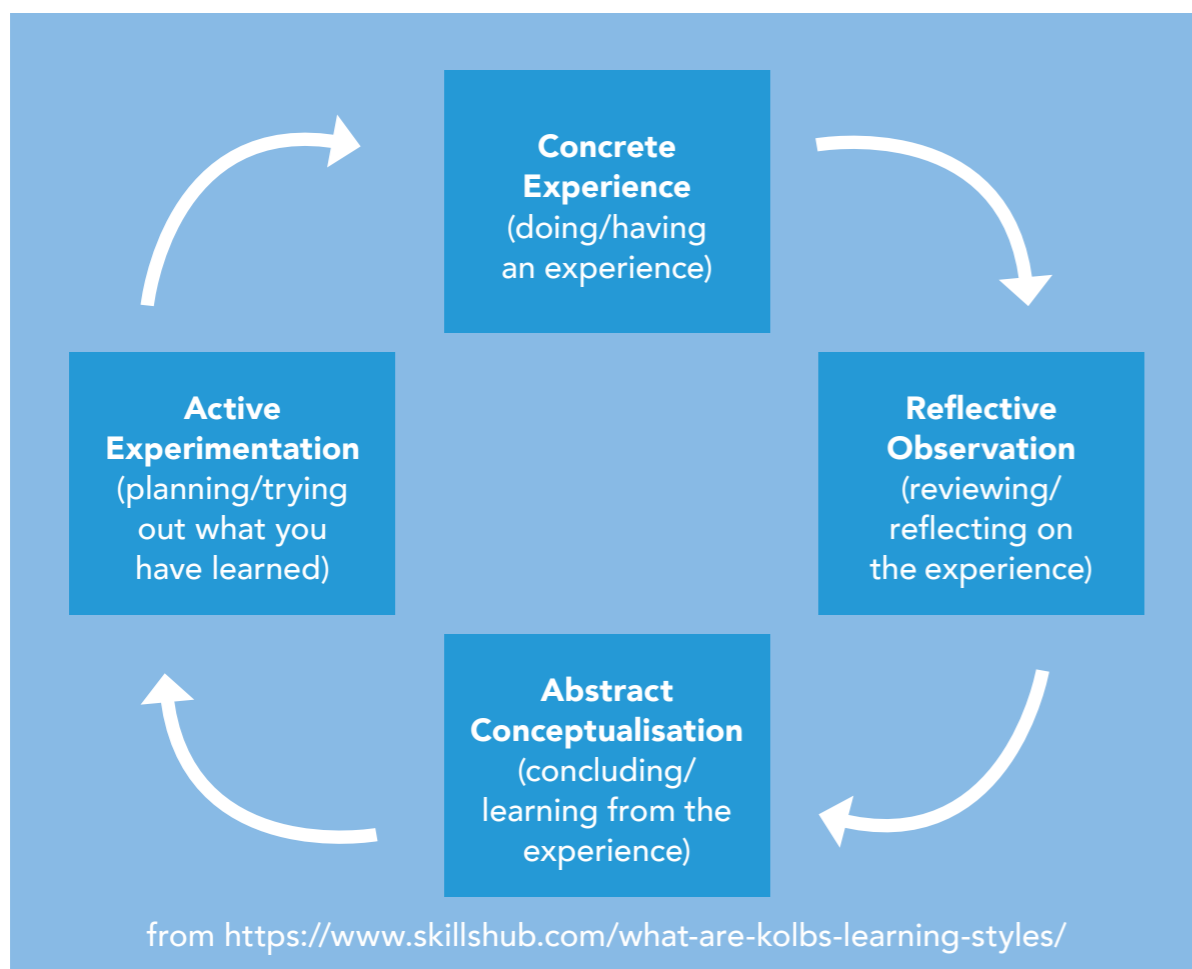 Concrete
Experience
(doing/having
an experience)
Reflective
Observation
(reviewing/
reflecting on
the experience)
Abstract
Conceptualisation
(concluding/
learning from the
experience)
Active
Experimentation
(planning/trying
out what you
have learned)
from https://www.skillshub.com/what-are-kolbs-learning-styles/